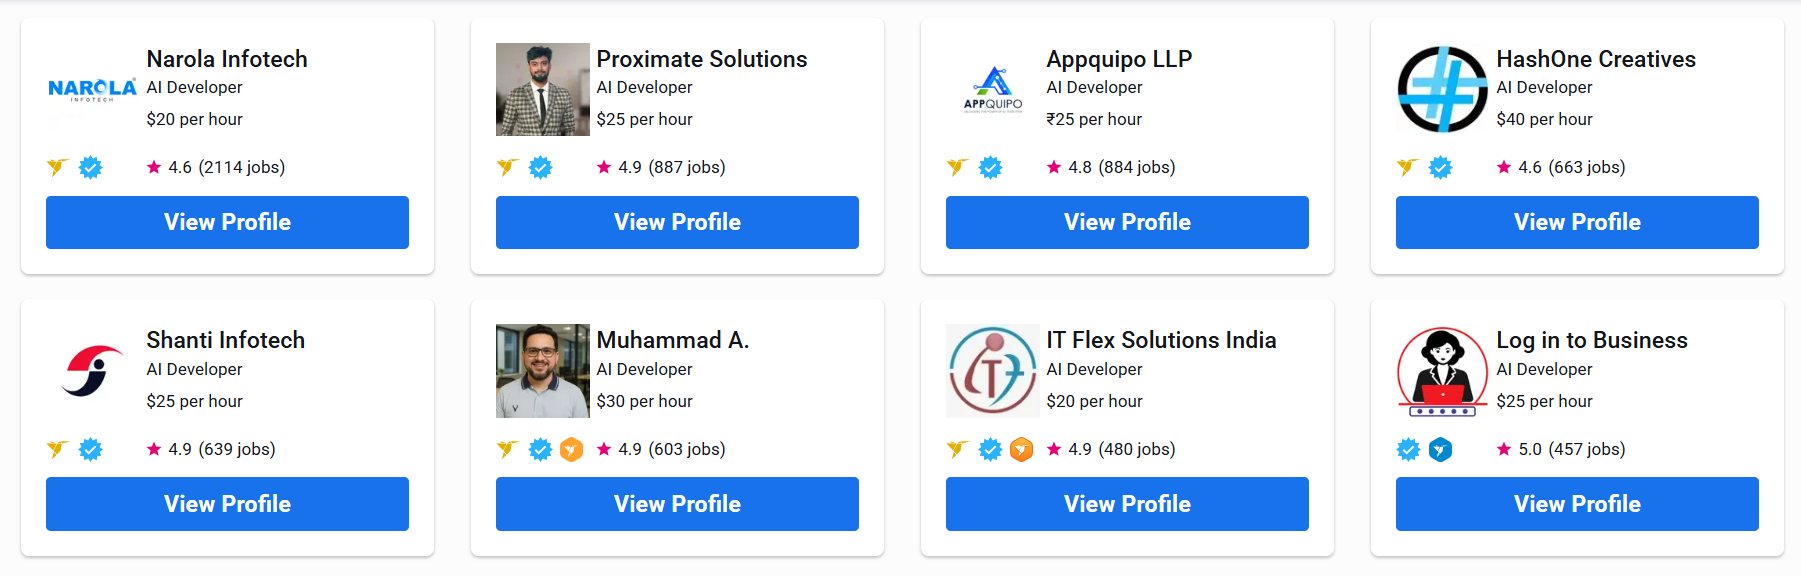 Narola Infotech
AI Developer
$20 per hour
NAROLA
INFOTECH
4.6 (2114 jobs)
View Profile
Proximate Solutions
AI Developer
$25 per hour
4.9 (887 jobs)
View Profile
Appquipo LLP
AI Developer
₹25 per hour
APPQUIPO
4.8 (884 jobs)
View Profile
HashOne Creatives
AI Developer
$40 per hour
4.6 (663 jobs)
View Profile
Shanti Infotech
AI Developer
$25 per hour
4.9 (639 jobs)
View Profile
Muhammad A.
AI Developer
$30 per hour
4.9 (603 jobs)
View Profile
IT Flex Solutions India
AI Developer
$20 per hour
4.9 (480 jobs)
View Profile
Log in to Business
AI Developer
$25 per hour
5.0 (457 jobs)
View Profile